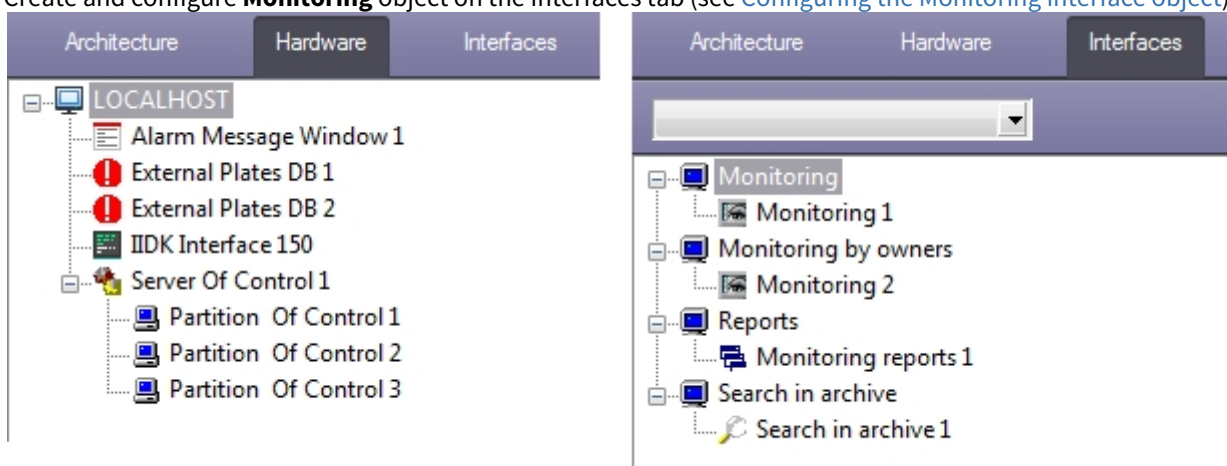 Create and configure Monitoring object on the Interfaces tab (see Configuring the Monitoring interface object)
Architecture Hardware Interfaces
LOCALHOST
Alarm Message Window 1
External Plates DB 1
External Plates DB 2
IIDK Interface 150
Server Of Control 1
Partition Of Control 1
Partition Of Control 2
Partition Of Control 3
Architecture Hardware Interfaces
Monitoring
Monitoring 1
Monitoring by owners
Monitoring 2
Reports
Monitoring reports 1
Search in archive
Search in archive 1